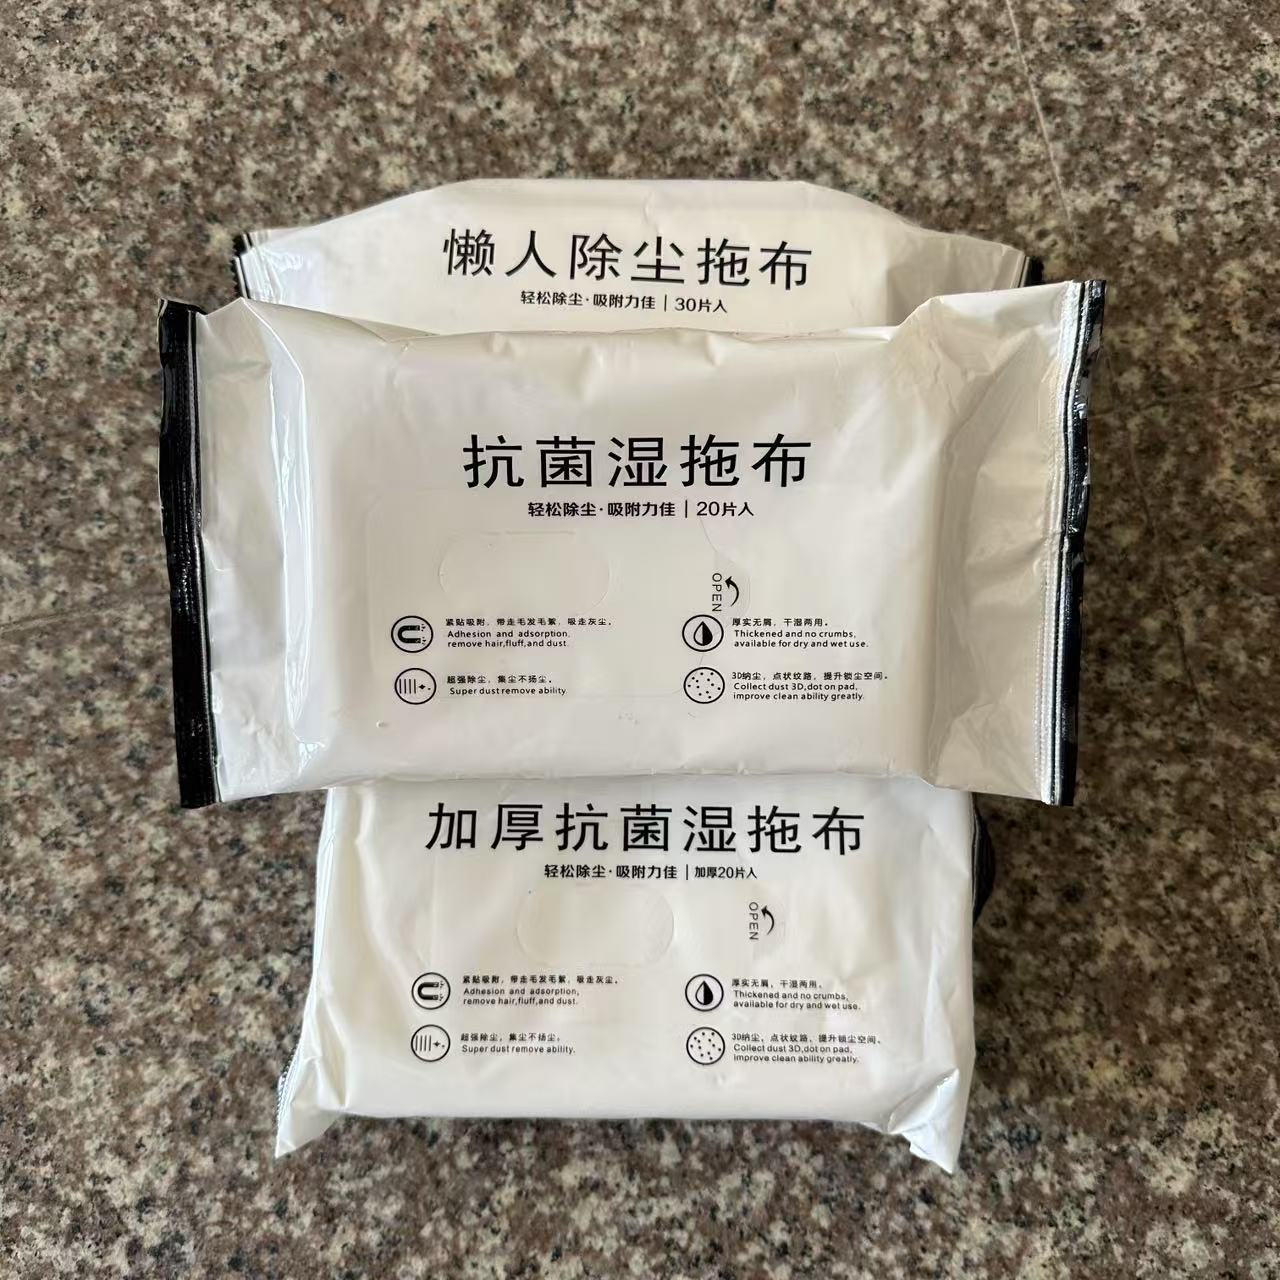 懒人除尘拖布
轻松除尘·吸附力佳 | 30片入
抗菌湿拖布
轻松除尘·吸附力佳 | 20片入
OPEN
紧贴吸附，带走毛发毛絮，吸走灰尘。
Adhesion and adsorption,
remove hair,fluff,and dust.
厚实无屑，干湿两用。
Thickened and no crumbs,
available for dry and wet use.
超强除尘，集尘不扬尘。
Super dust remove ability.
3D纳尘，点状纹路，提升锁尘空间。
Collect dust 3D,dot on pad,
improve clean ability greatly.
加厚抗菌湿拖布
轻松除尘·吸附力佳 | 加厚20片入
OPEN
紧贴吸附，带走毛发毛絮，吸走灰尘。
Adhesion and adsorption,
remove hair,fluff,and dust.
厚实无屑，干湿两用。
Thickened and no crumbs,
available for dry and wet use.
超强除尘，集尘不扬尘。
Super dust remove ability.
3D纳尘，点状纹路，提升锁尘空间。
Collect dust 3D,dot on pad,
improve clean ability greatly.